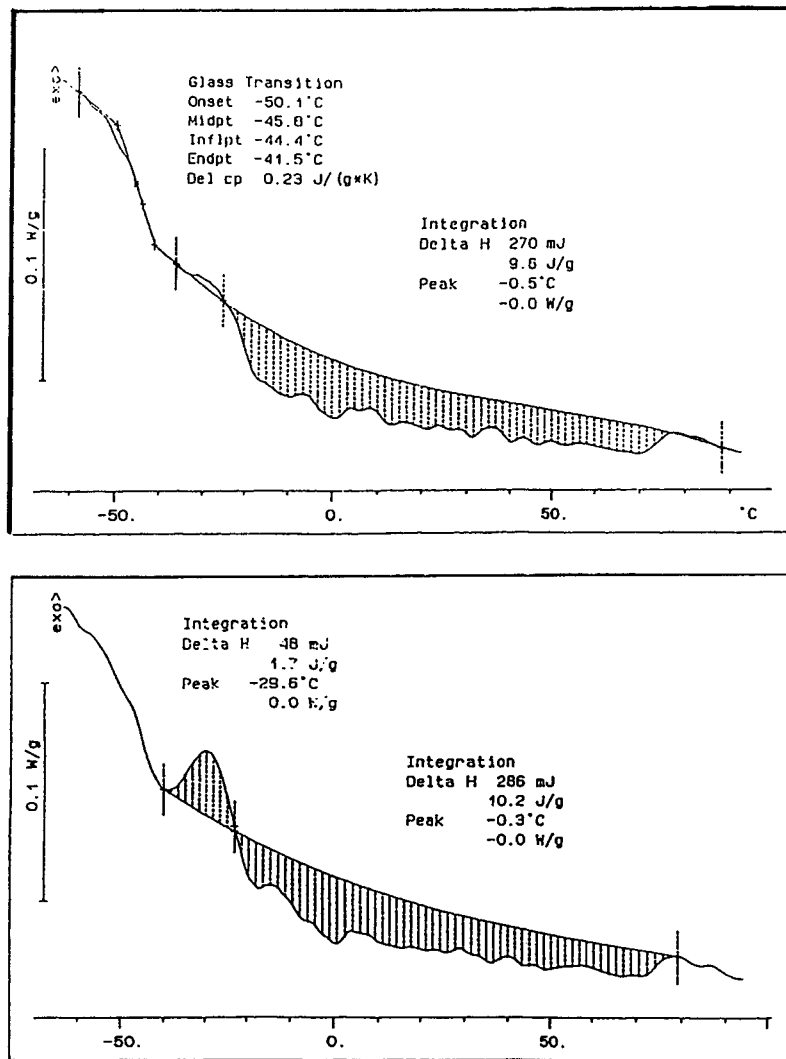 exo>
0.1 W/g
Glass Transition
Onset -50.1°C
Midpt -45.8°C
Inflpt -44.4°C
Endpt -41.5°C
Del cp 0.23 J/(g*K)
Integration
Delta H 270 mJ
9.6 J/g
Peak -0.5°C
-0.0 W/g
-50. 0. 50. °C
exo>
0.1 W/g
Integration
Delta H 48 mJ
1.7 J/g
Peak -29.6°C
0.0 W/g
Integration
Delta H 286 mJ
10.2 J/g
Peak -0.3°C
-0.0 W/g
-50. 0. 50.